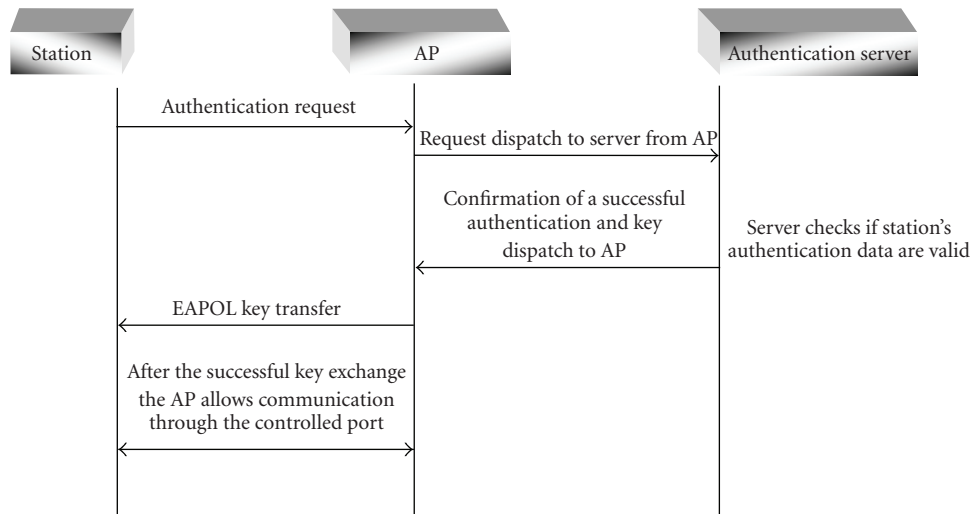 Station
AP
Authentication server
Authentication request
Request dispatch to server from AP
Confirmation of a successful
authentication and key
dispatch to AP
Server checks if station's
authentication data are valid
EAPOL key transfer
After the successful key exchange
the AP allows communication
through the controlled port